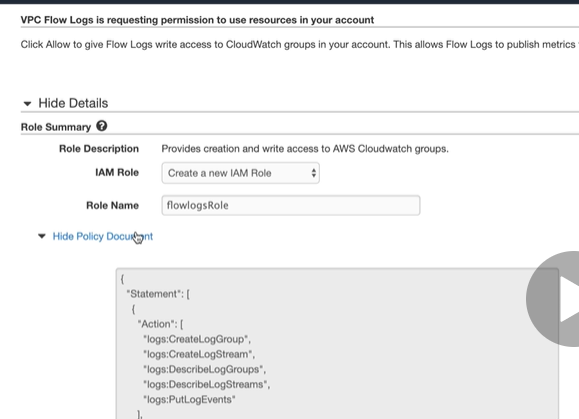 VPC Flow Logs is requesting permission to use resources in your account
Click Allow to give Flow Logs write access to CloudWatch groups in your account. This allows Flow Logs to publish metrics
Hide Details
Role Summary ?
Role Description Provides creation and write access to AWS Cloudwatch groups.
IAM Role Create a new IAM Role
Role Name flowlogsRole
Hide Policy Document
{
"Statement": [
{
"Action": [
"logs:CreateLogGroup",
"logs:CreateLogStream",
"logs:DescribeLogGroups",
"logs:DescribeLogStreams",
"logs:PutLogEvents"
],